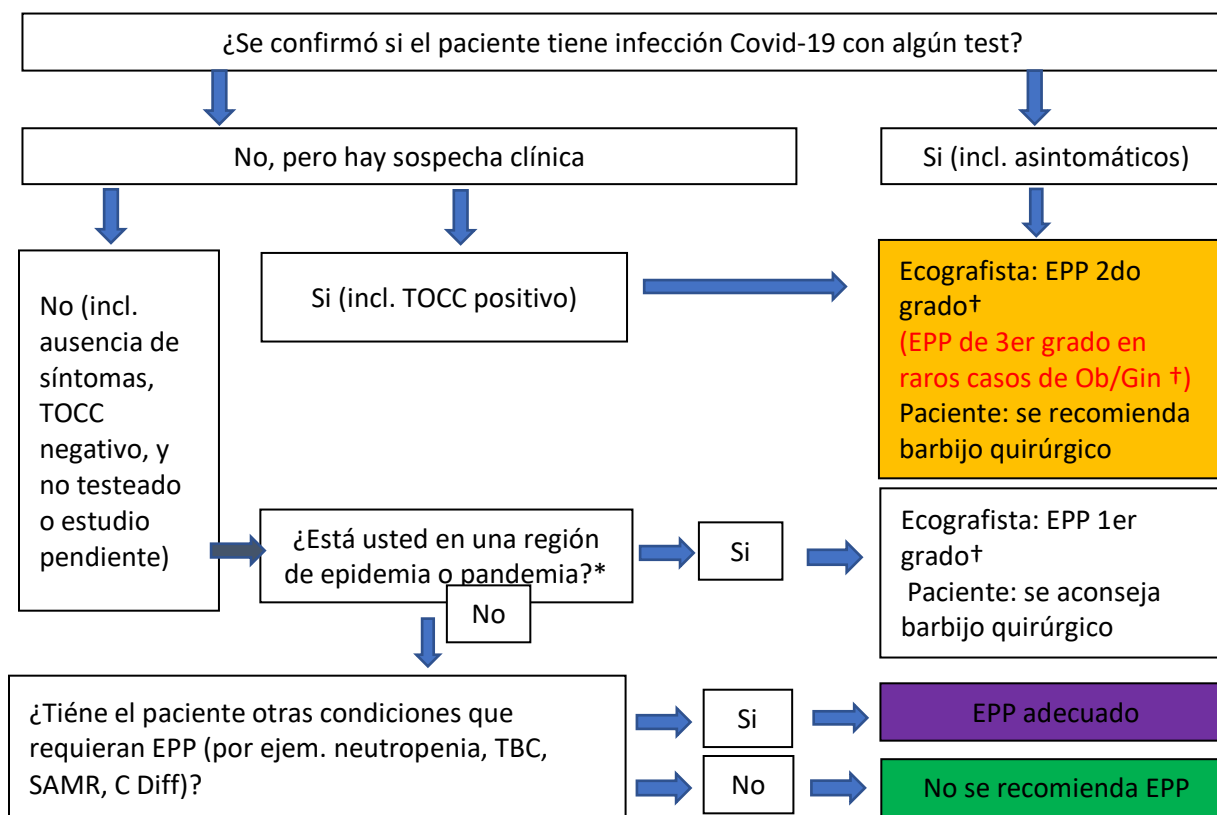 ¿Se confirmó si el paciente tiene infección Covid-19 con algún test?
No, pero hay sospecha clínica
Si (incl. asintomáticos)
No (incl.
ausencia de
síntomas,
TOCC
negativo, y
no testeado
o estudio
pendiente)
Si (incl. TOCC positivo)
Ecografista: EPP 2do
grado†
(EPP de 3er grado en
raros casos de Ob/Gin †)
Paciente: se recomienda
barbijo quirúrgico
¿Está usted en una región
de epidemia o pandemia?*
Si
Ecografista: EPP 1er
grado†
Paciente: se aconseja
barbijo quirúrgico
No
¿Tiéne el paciente otras condiciones que
requieran EPP (por ejem. neutropenia, TBC,
SAMR, C Diff)?
Si
EPP adecuado
No
No se recomienda EPP